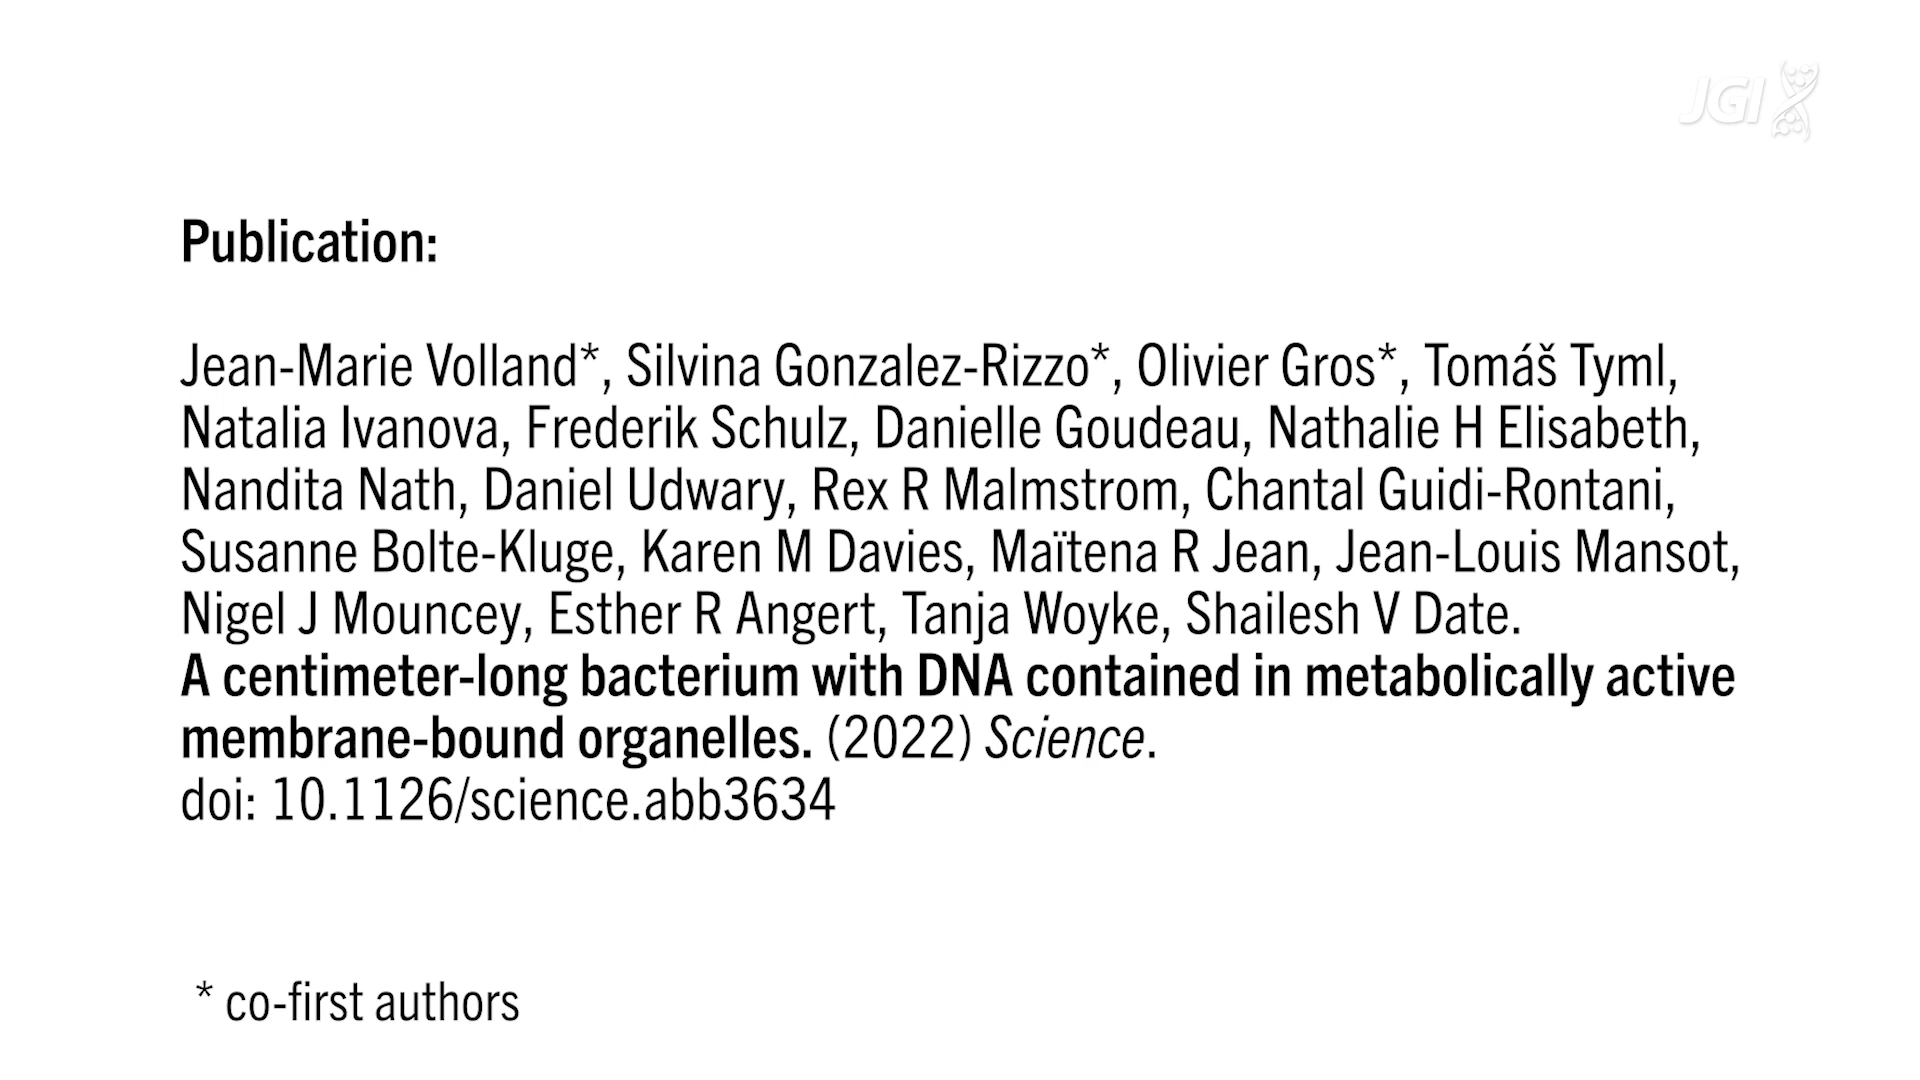 JGI
Publication:
Jean-Marie Volland*, Silvina Gonzalez-Rizzo*, Olivier Gros*, Tomáš Tyml,
Natalia Ivanova, Frederik Schulz, Danielle Goudeau, Nathalie H Elisabeth,
Nandita Nath, Daniel Udwary, Rex R Malmstrom, Chantal Guidi-Rontani,
Susanne Bolte-Kluge, Karen M Davies, Maïtena R Jean, Jean-Louis Mansot,
Nigel J Mouncey, Esther R Angert, Tanja Woyke, Shailesh V Date.
A centimeter-long bacterium with DNA contained in metabolically active
membrane-bound organelles. (2022) Science.
doi: 10.1126/science.abb3634
* co-first authors